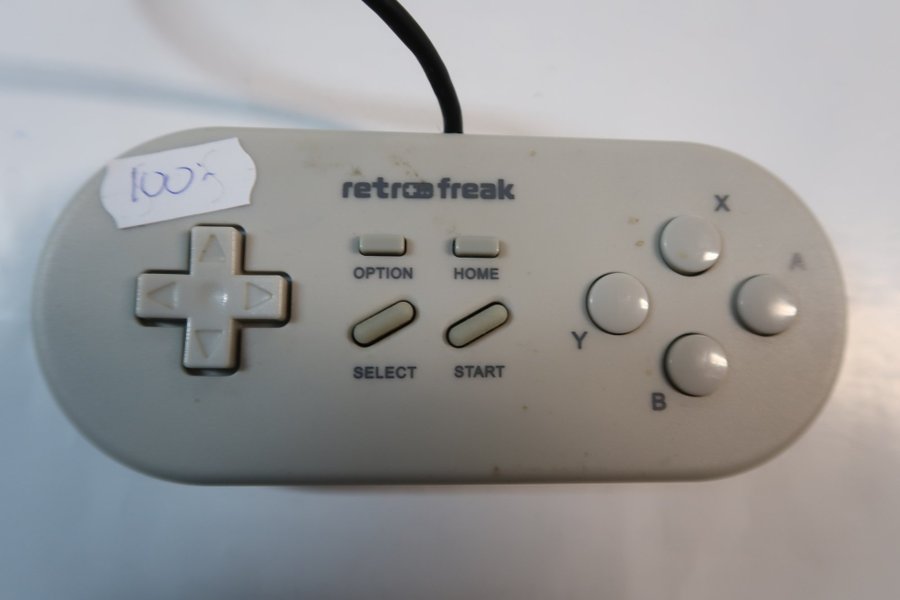 100
retro freak
OPTION HOME
SELECT START
X
A
Y
B